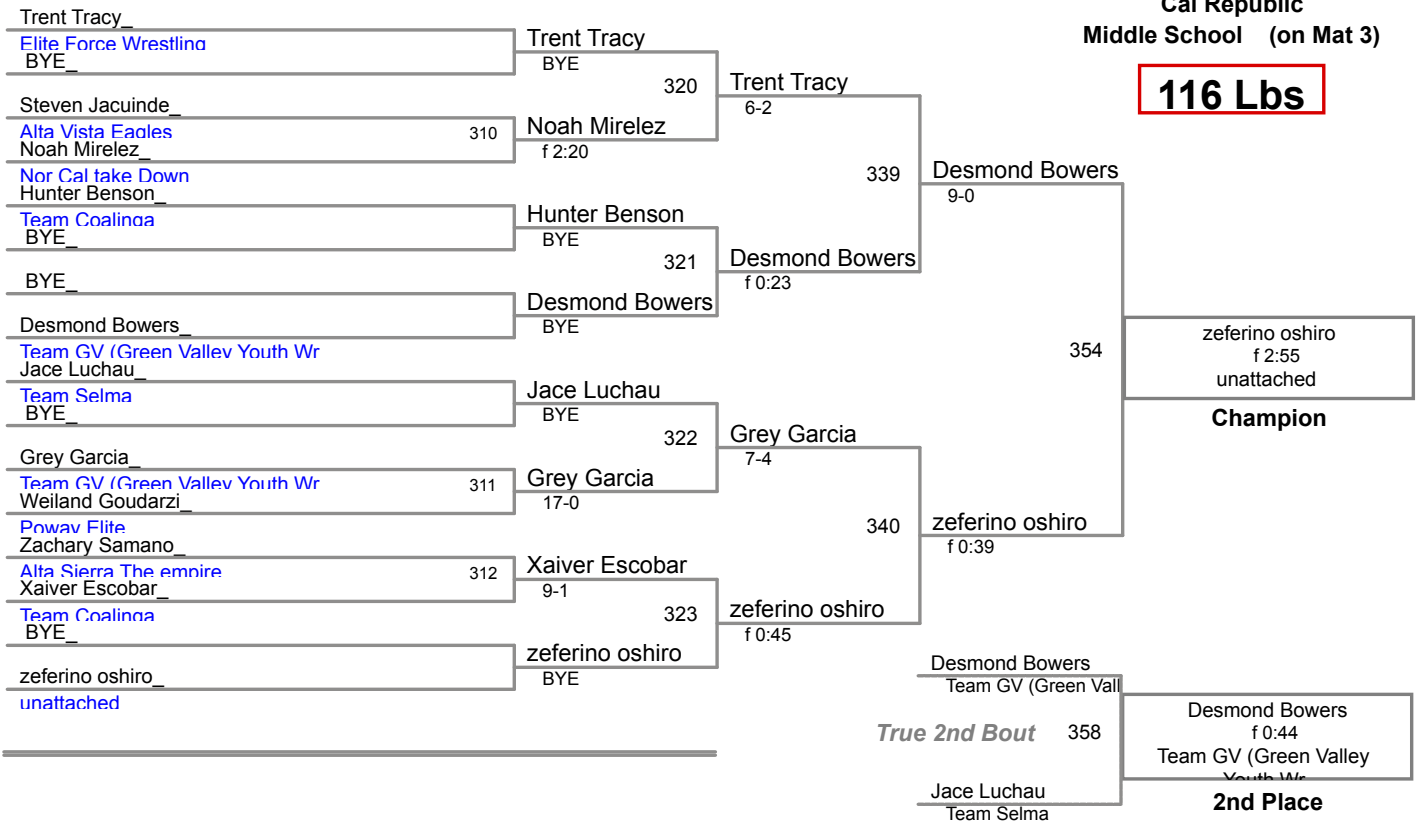 Cal Republic
Middle School (on Mat 3)
116 Lbs
Trent Tracy_
Elite Force Wrestling
BYE_
Steven Jacuinde_
Alta Vista Eagles
Noah Mirelez_
Nor Cal take Down
Hunter Benson_
Team Coalinga
BYE_
BYE_
Desmond Bowers_
Team GV (Green Valley Youth Wr
Jace Luchau_
Team Selma
BYE_
Grey Garcia_
Team GV (Green Valley Youth Wr
Weiland Goudarzi_
Poway Elite
Zachary Samano_
Alta Sierra The empire
Xaiver Escobar_
Team Coalinga
BYE_
zeferino oshiro_
unattached
310
311
312
Trent Tracy
BYE
Noah Mirelez
f 2:20
Hunter Benson
BYE
Desmond Bowers
BYE
Jace Luchau
BYE
Grey Garcia
17-0
Xaiver Escobar
9-1
zeferino oshiro
BYE
320
321
322
323
Trent Tracy
6-2
Desmond Bowers
f 0:23
Grey Garcia
7-4
zeferino oshiro
f 0:45
339
340
Desmond Bowers
9-0
zeferino oshiro
f 0:39
354
zeferino oshiro
f 2:55
unattached
Champion
Desmond Bowers
Team GV (Green Vall
True 2nd Bout 358
Jace Luchau
Team Selma
Desmond Bowers
f 0:44
Team GV (Green Valley
Youth Wr
2nd Place